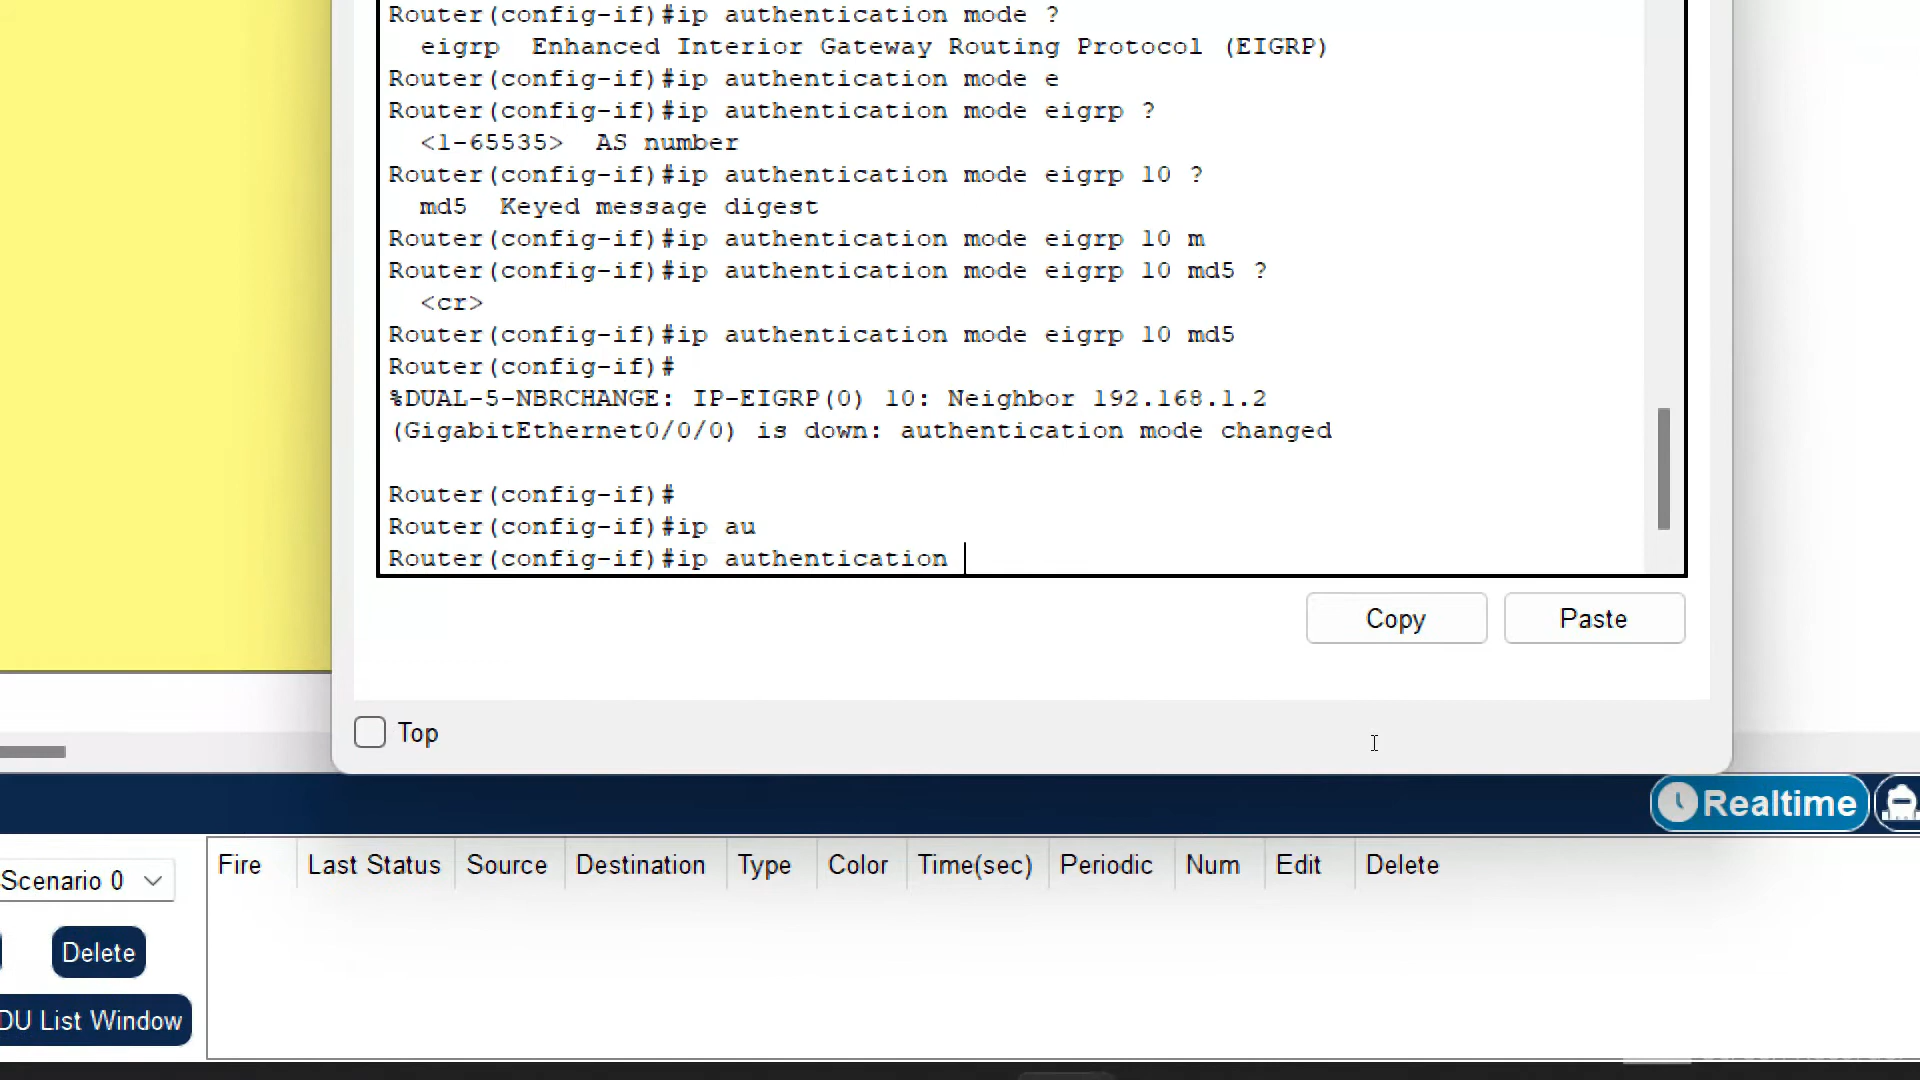 Router(config-if)#ip authentication mode ?
eigrp  Enhanced Interior Gateway Routing Protocol (EIGRP)
Router(config-if)#ip authentication mode e
Router(config-if)#ip authentication mode eigrp ?
<1-65535>  AS number
Router(config-if)#ip authentication mode eigrp 10 ?
md5  Keyed message digest
Router(config-if)#ip authentication mode eigrp 10 m
Router(config-if)#ip authentication mode eigrp 10 md5 ?
<cr>
Router(config-if)#ip authentication mode eigrp 10 md5
Router(config-if)#
%DUAL-5-NBRCHANGE: IP-EIGRP(0) 10: Neighbor 192.168.1.2
(GigabitEthernet0/0/0) is down: authentication mode changed
Router(config-if)#
Router(config-if)#ip au
Router(config-if)#ip authentication
Copy Paste
Top
Realtime
Scenario 0
Fire Last Status Source Destination Type Color Time(sec) Periodic Num Edit Delete
Delete
DU List Window